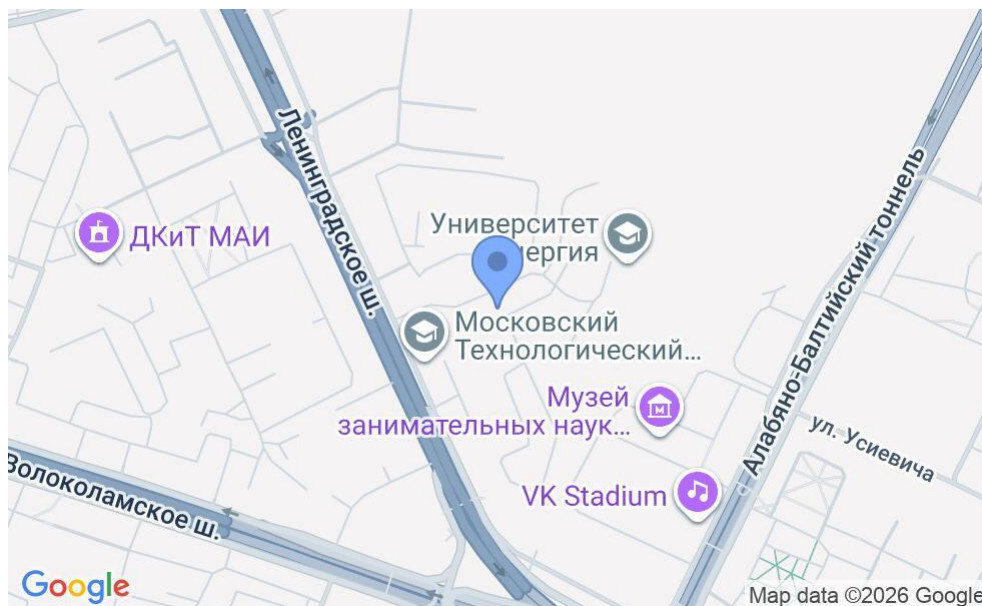 Ленинградское ш.
ДКиТ МАИ
Университет
Московский
Технологический...
Музей
занимательных наук...
VK Stadium
Алабяно-Балтийский тоннель
ул. Усиевича
Волоколамское ш.
Google
Map data ©2026 Google